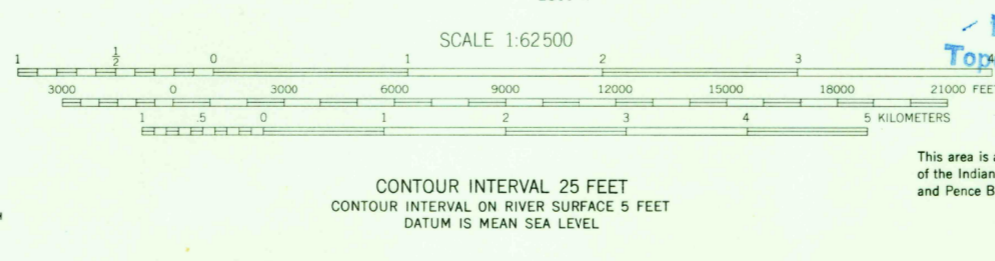 SCALE 1:62500
1 1/2 0 1 2 3 4
Top
3000 0 3000 6000 9000 12000 15000 18000 21000 FEET
1 .5 0 1 2 3 4 5 KILOMETERS
This area is
of the Indian
and Pence B
CONTOUR INTERVAL 25 FEET
CONTOUR INTERVAL ON RIVER SURFACE 5 FEET
DATUM IS MEAN SEA LEVEL